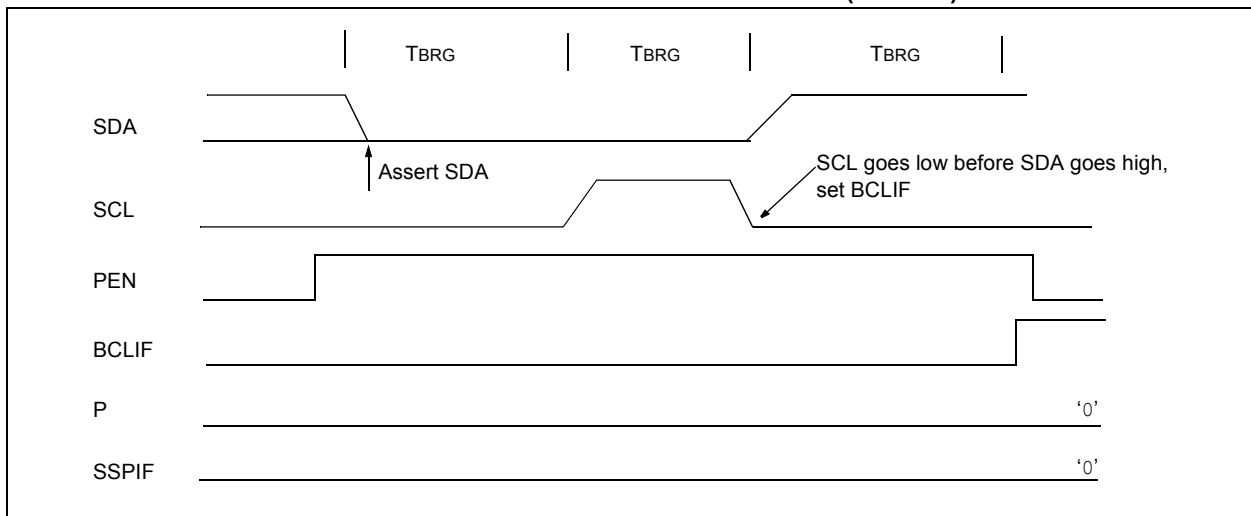 TBRG TBRG TBRG
SDA
Assert SDA
SCL goes low before SDA goes high,
set BCLIF
SCL
PEN
BCLIF
P
‘0’
SSPIF
‘0’